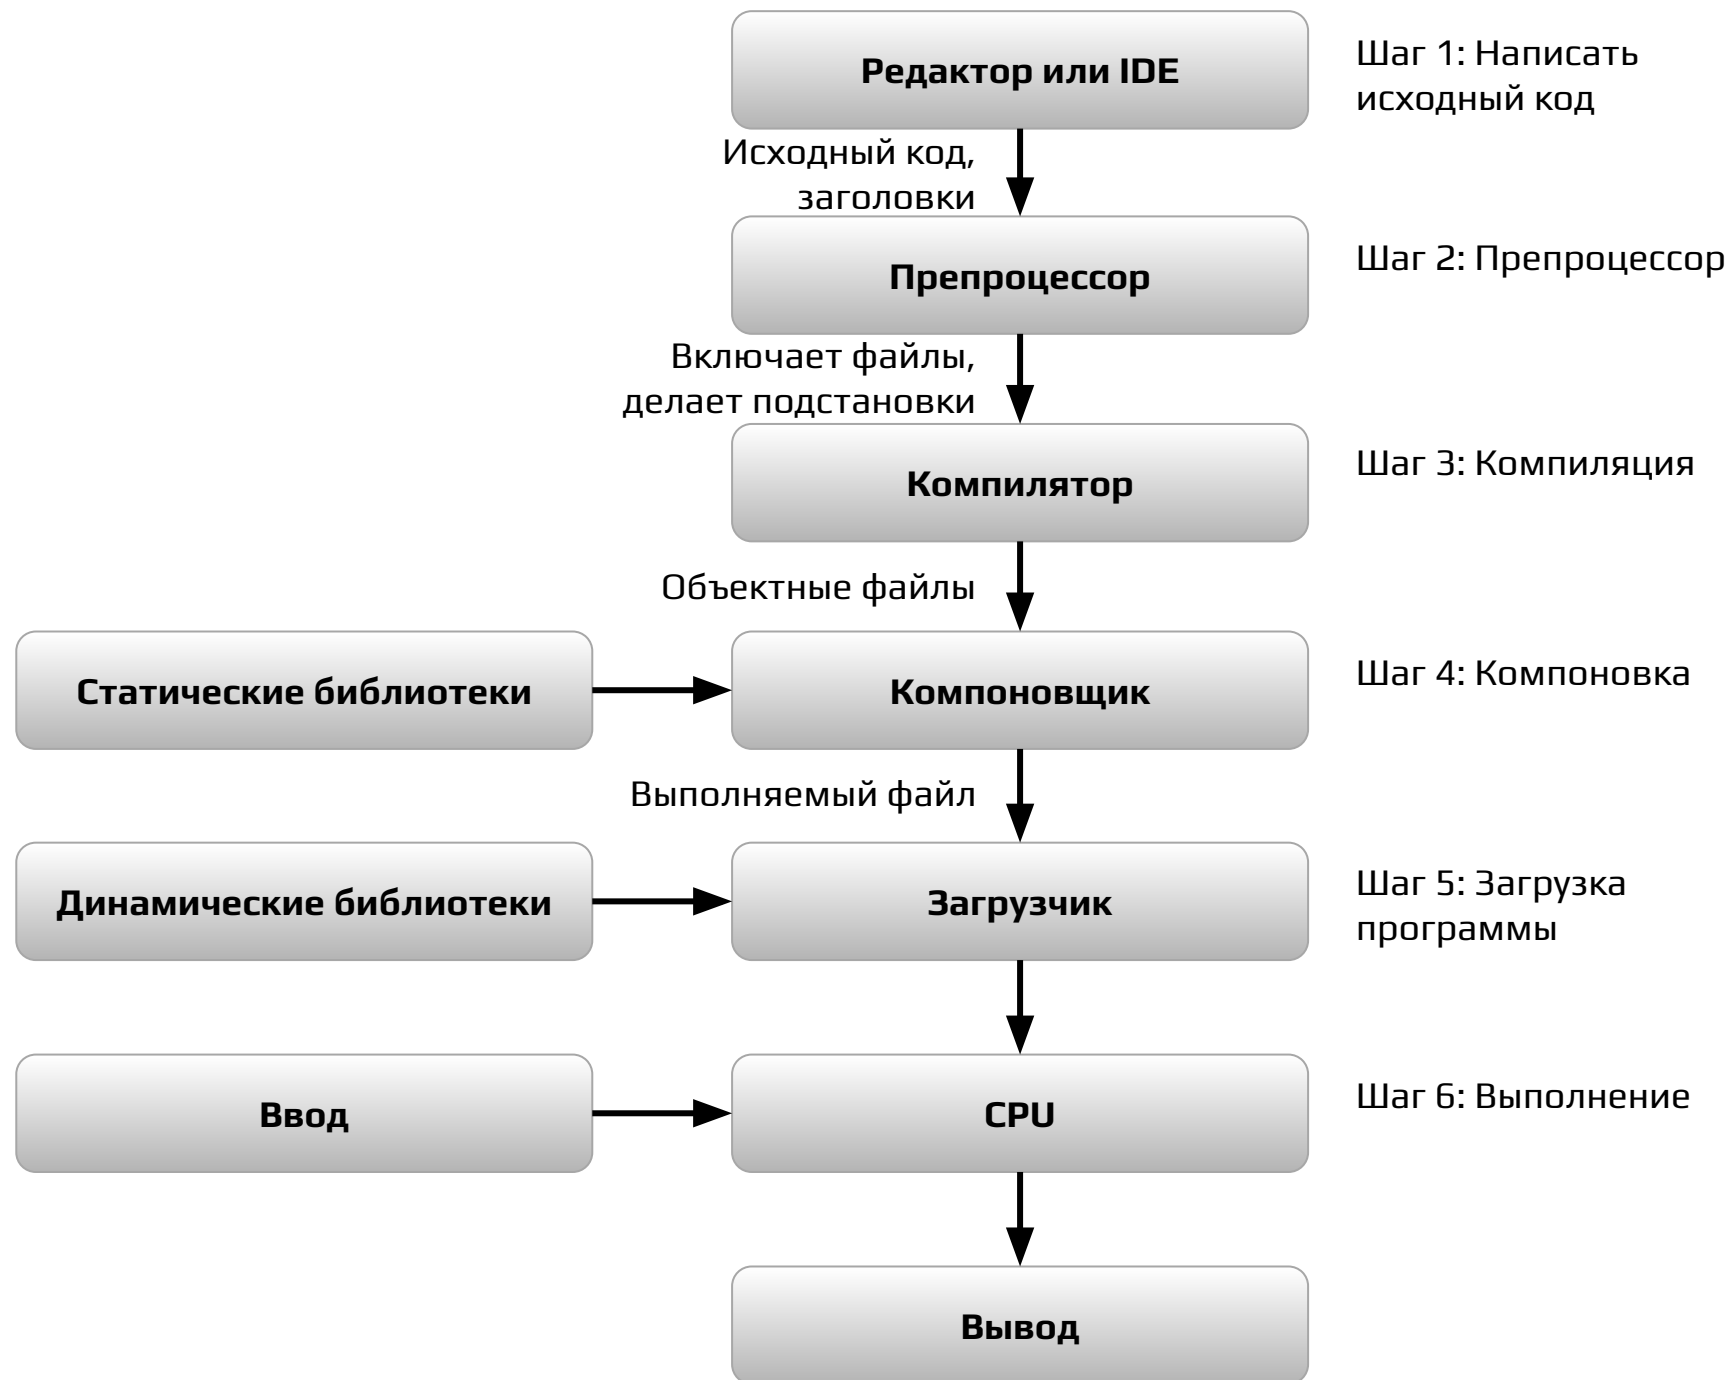 Редактор или IDE
Шаг 1: Написать
исходный код
Исходный код,
заголовки
Препроцессор
Шаг 2: Препроцессор
Включает файлы,
делает подстановки
Компилятор
Шаг 3: Компиляция
Объектные файлы
Статические библиотеки
Компоновщик
Шаг 4: Компоновка
Выполняемый файл
Динамические библиотеки
Загрузчик
Шаг 5: Загрузка
программы
Ввод
CPU
Шаг 6: Выполнение
Вывод